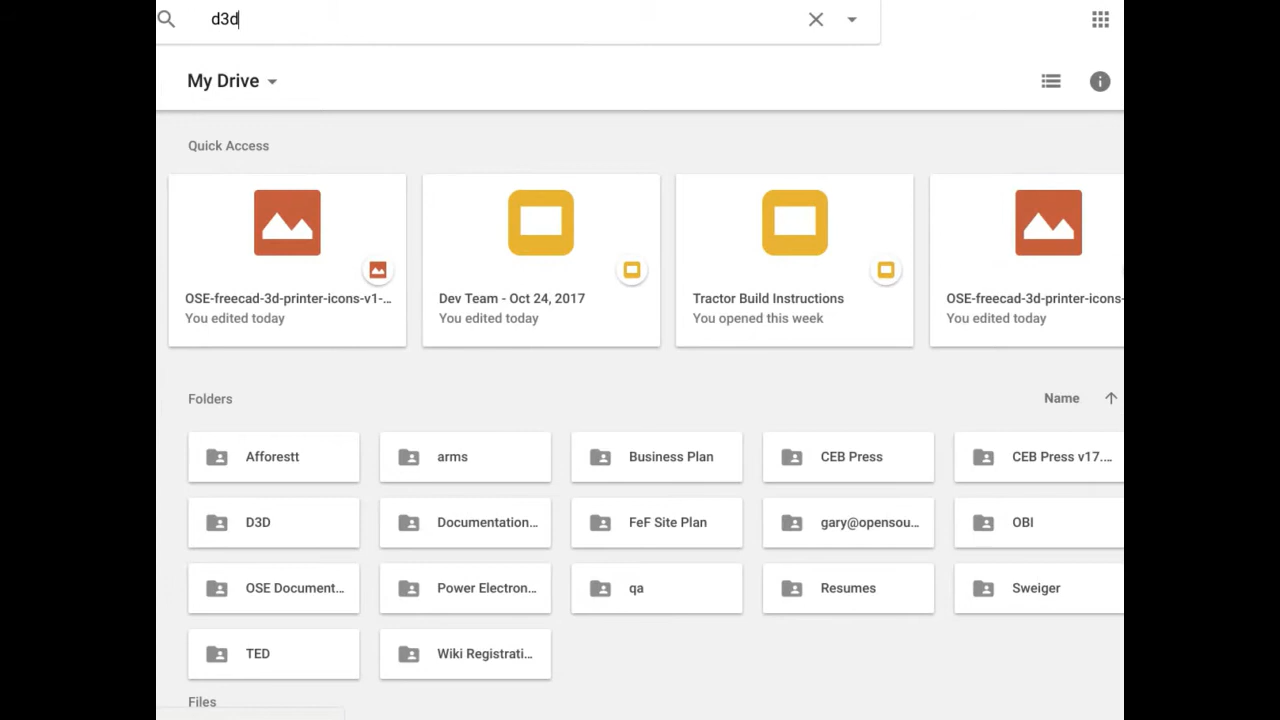 d3d
My Drive
Quick Access
OSE-freecad-3d-printer-icons-v1-...
You edited today
Dev Team - Oct 24, 2017
You edited today
Tractor Build Instructions
You opened this week
OSE-freecad-3d-printer-icons-
You edited today
Folders
Name
Afforestt
arms
Business Plan
CEB Press
CEB Press v17....
D3D
Documentation...
FeF Site Plan
gary@opensou...
OBI
OSE Document...
Power Electron...
qa
Resumes
Sweiger
TED
Wiki Registrati...
Files